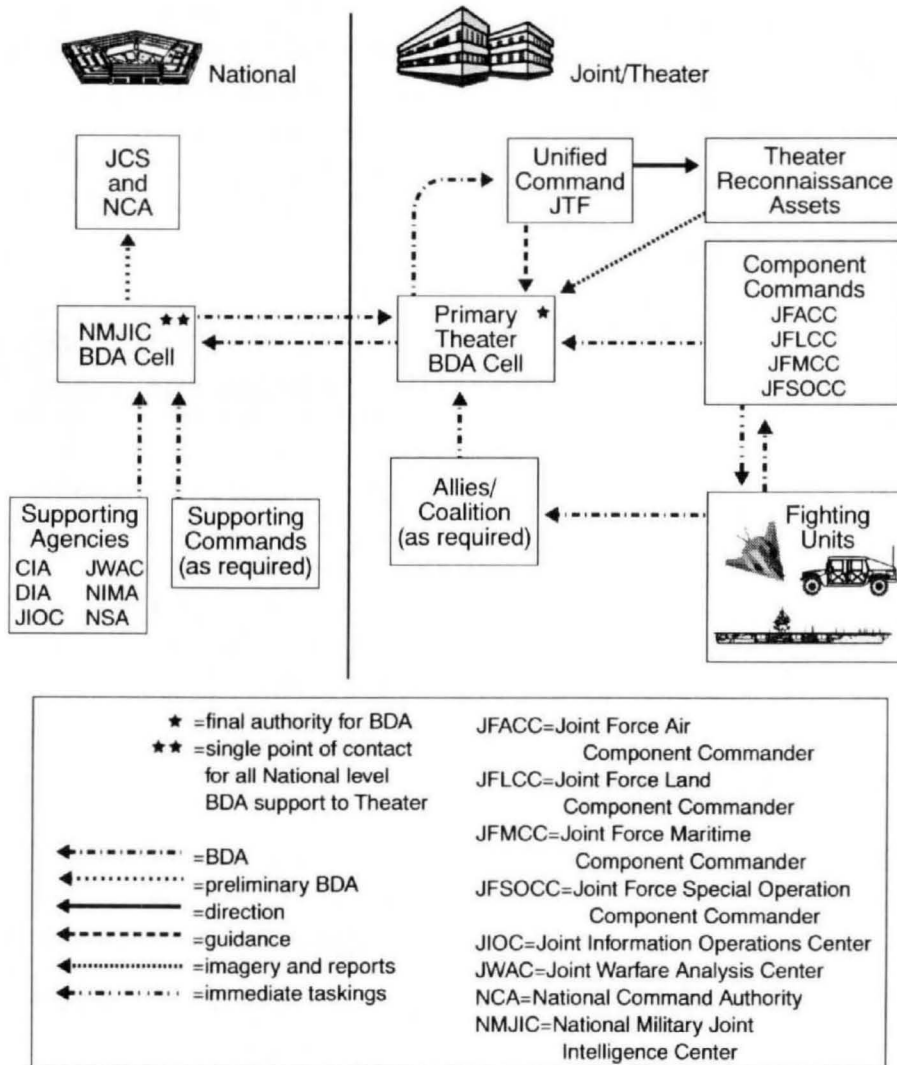 National
Joint/Theater
JCS
and
NCA
Unified
Command
JTF
Theater
Reconnaissance
Assets
NMJIC ★★
BDA Cell
Primary ★
Theater
BDA Cell
Component
Commands
JFACC
JFLCC
JFMCC
JFSOCC
Supporting
Agencies
CIA JWAC
DIA NIMA
JIOC NSA
Supporting
Commands
(as required)
Allies/
Coalition
(as required)
Fighting
Units
★ =final authority for BDA
★★ =single point of contact
for all National level
BDA support to Theater
=BDA
=preliminary BDA
=direction
=guidance
=imagery and reports
=immediate taskings
JFACC=Joint Force Air
Component Commander
JFLCC=Joint Force Land
Component Commander
JFMCC=Joint Force Maritime
Component Commander
JFSOCC=Joint Force Special Operation
Component Commander
JIOC=Joint Information Operations Center
JWAC=Joint Warfare Analysis Center
NCA=National Command Authority
NMJIC=National Military Joint
Intelligence Center